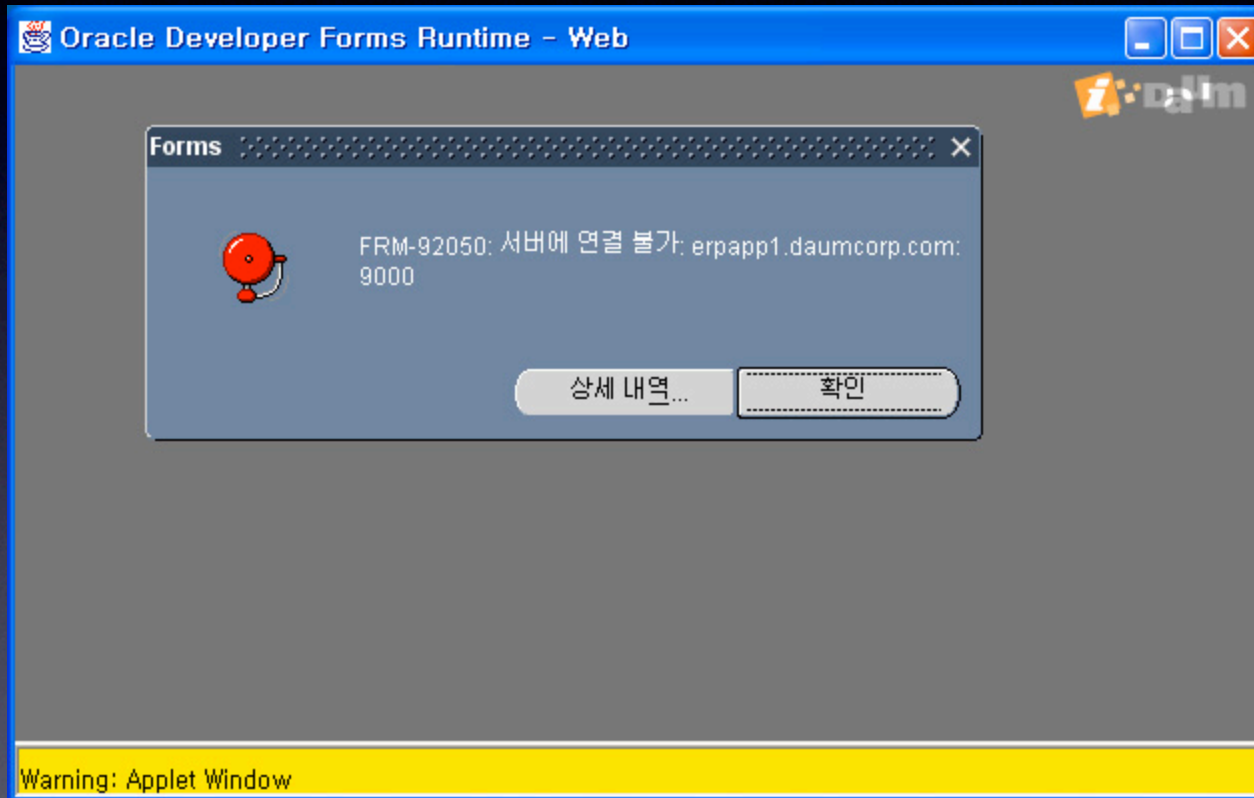 Oracle Developer Forms Runtime - Web
Daum
Forms
FRM-92050: 서버에 연결 불가: erpapp1.daumcorp.com:
9000
상세 내역...
확인
Warning: Applet Window